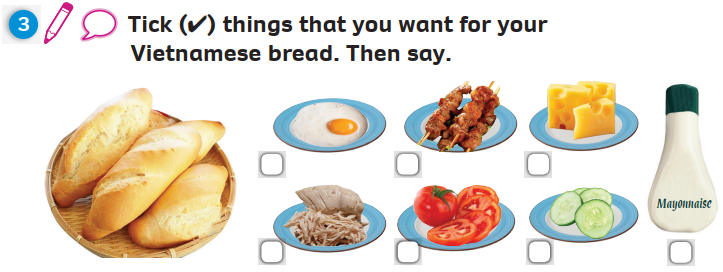 3 Tick (✔) things that you want for your
Vietnamese bread. Then say.
Mayonnaise